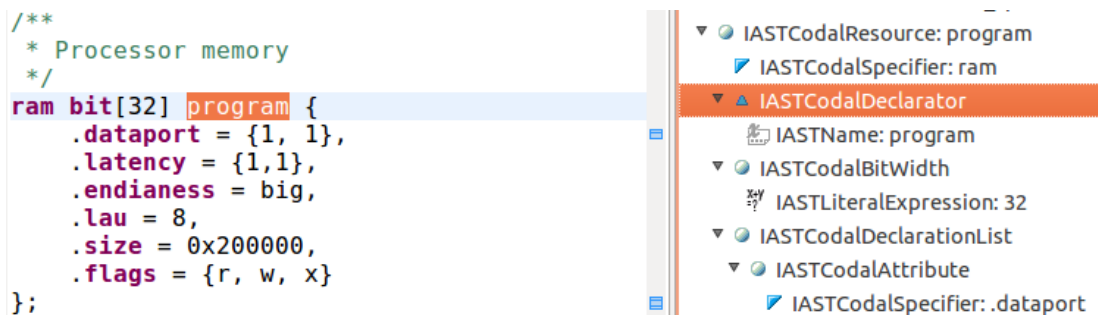 /**
 * Processor memory
 */
ram bit[32] program {
    .dataport = {1, 1},
    .latency = {1,1},
    .endianess = big,
    .lau = 8,
    .size = 0x200000,
    .flags = {r, w, x}
};
IASTCodalResource: program
IASTCodalSpecifier: ram
IASTCodalDeclarator
IASTName: program
IASTCodalBitWidth
IASTLiteralExpression: 32
IASTCodalDeclarationList
IASTCodalAttribute
IASTCodalSpecifier: .dataport